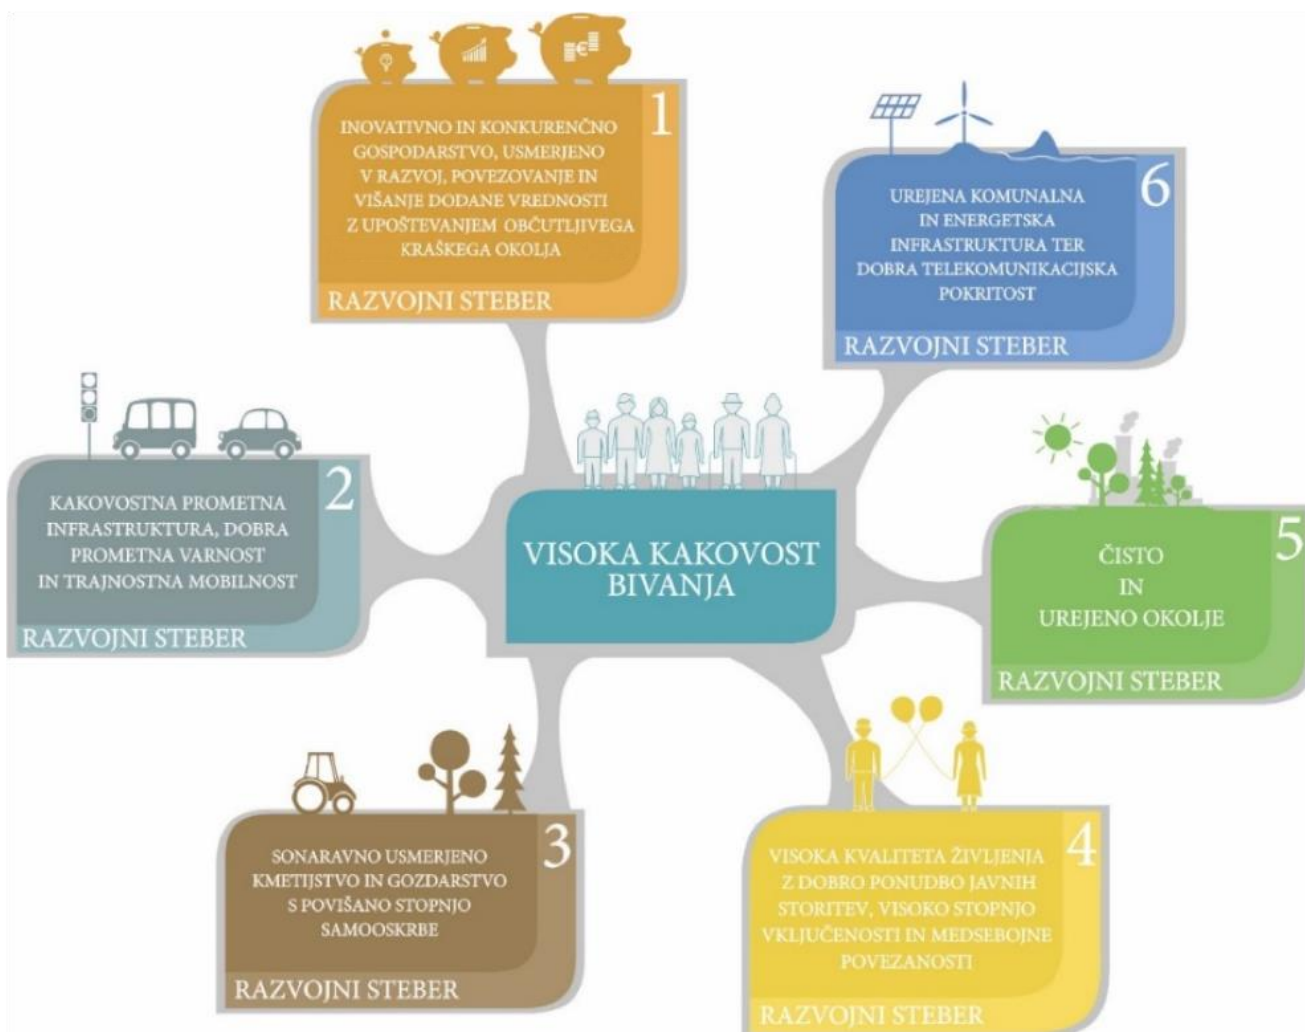 1
INOVATIVNO IN KONKURENČNO
GOSPODARSTVO, USMERJENO
V RAZVOJ, POVEZOVANJE IN
VIŠANJE DODANE VREDNOSTI
Z UPOŠTEVANJEM OBČUTLJIVEGA
KRAŠKEGA OKOLJA
RAZVOJNI STEBER
6
UREJENA KOMUNALNA
IN ENERGETSKA
INFRASTRUKTURA TER
DOBRA TELEKOMUNIKACIJSKA
POKRITOST
RAZVOJNI STEBER
2
KAKOVOSTNA PROMETNA
INFRASTRUKTURA, DOBRA
PROMETNA VARNOST
IN TRAJNOSTNA MOBILNOST
RAZVOJNI STEBER
VISOKA KAKOVOST
BIVANJA
5
ČISTO
IN
UREJENO OKOLJE
RAZVOJNI STEBER
3
SONARAVNO USMERJENO
KMETIJSTVO IN GOZDARSTVO
S POVIŠANO STOPNJO
SAMOOSKRBE
RAZVOJNI STEBER
4
VISOKA KVALITETA ŽIVLJENJA
Z DOBRO PONUDBO JAVNIH
STORITEV, VISOKO STOPNJO
VKLJUČENOSTI IN MEDSEBOJNE
POVEZANOSTI
RAZVOJNI STEBER